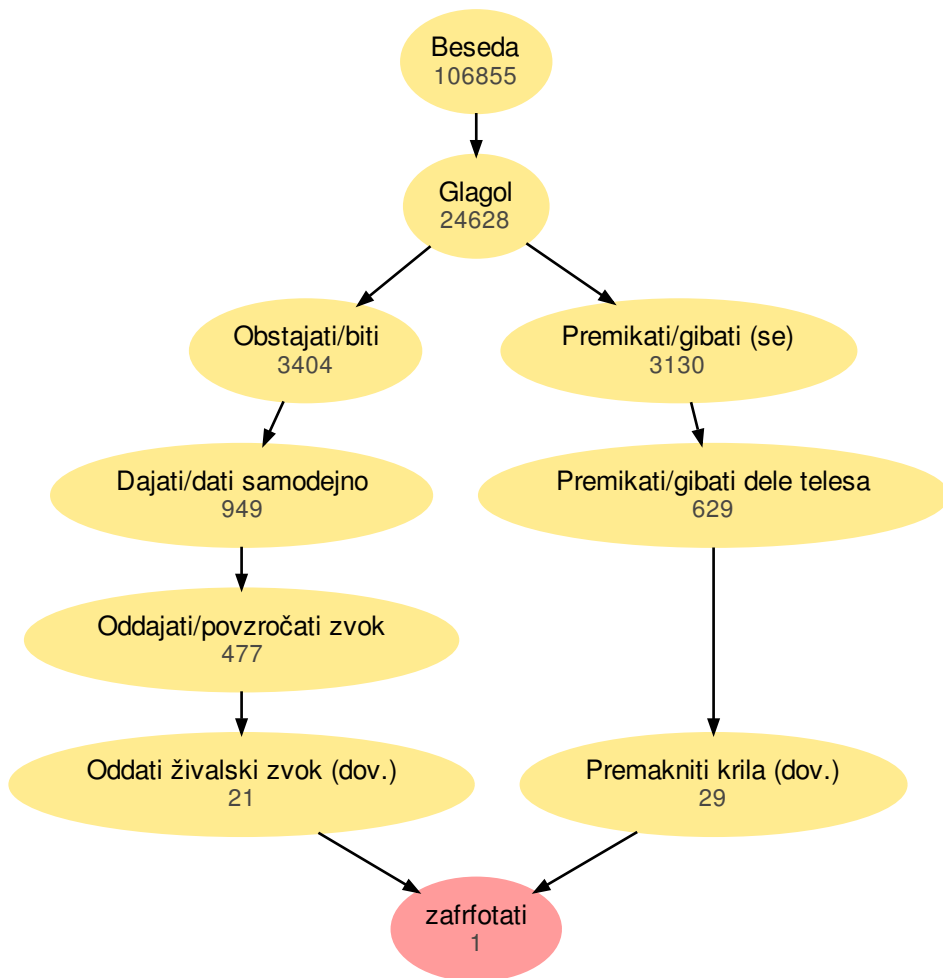 Beseda
106855
Glagol
24628
Obstajati/biti
3404
Premikati/gibati (se)
3130
Dajati/dati samodejno
949
Premikati/gibati dele telesa
629
Oddajati/povzročati zvok
477
Oddati živalski zvok (dov.)
21
Premakniti krila (dov.)
29
zafrfotati
1